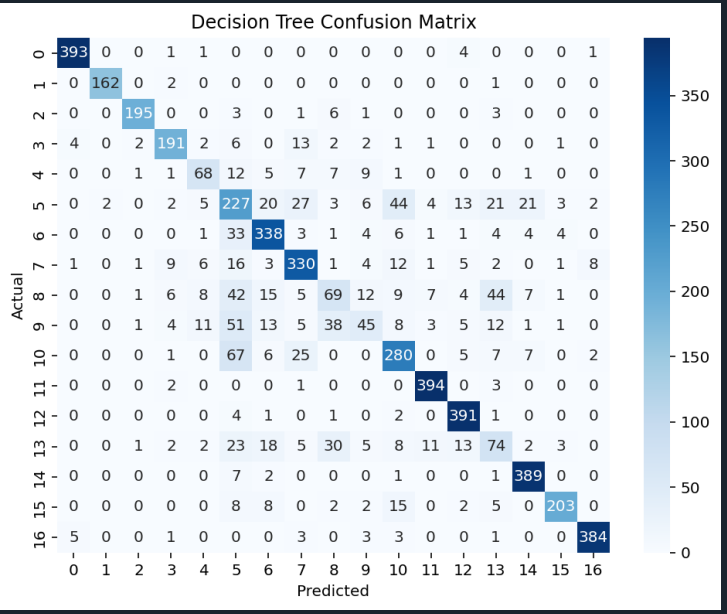 Decision Tree Confusion Matrix
0 393 0 0 1 1 0 0 0 0 0 0 0 4 0 0 0 1
1 0 162 0 2 0 0 0 0 0 0 0 0 0 1 0 0 0
2 0 0 195 0 0 3 0 1 6 1 0 0 0 3 0 0 0
3 4 0 2 191 2 6 0 13 2 2 1 1 0 0 0 1 0
4 0 0 1 1 68 12 5 7 7 9 1 0 0 0 1 0 0
5 0 2 0 2 5 227 20 27 3 6 44 4 13 21 21 3 2
6 0 0 0 0 1 33 338 3 1 4 6 1 1 4 4 4 0
7 1 0 1 9 6 16 3 330 1 4 12 1 5 2 0 1 8
8 0 0 1 6 8 42 15 5 69 12 9 7 4 44 7 1 0
9 0 0 1 4 11 51 13 5 38 45 8 3 5 12 1 1 0
10 0 0 0 1 0 67 6 25 0 0 280 0 5 7 7 0 2
11 0 0 0 2 0 0 0 1 0 0 0 394 0 3 0 0 0
12 0 0 0 0 0 4 1 0 1 0 2 0 391 1 0 0 0
13 0 0 1 2 2 23 18 5 30 5 8 11 13 74 2 3 0
14 0 0 0 0 0 7 2 0 0 0 1 0 0 1 389 0 0
15 0 0 0 0 0 8 8 0 2 2 15 0 2 5 0 203 0
16 5 0 0 1 0 0 0 3 0 3 3 0 0 1 0 0 384
0 1 2 3 4 5 6 7 8 9 10 11 12 13 14 15 16
Predicted
Actual
350
300
250
200
150
100
50
0